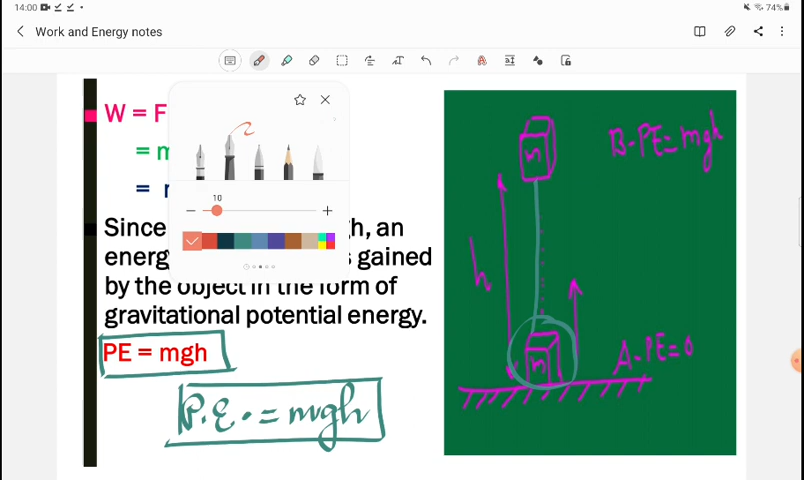 14:00
74%
Work and Energy notes
W = F
= m
=
Since
gh, an
energ
s gained
by the object in the form of
gravitational potential energy.
PE = mgh
P.E. = mgh
10
B-PE=mgh
m
h
m
A-PE=0